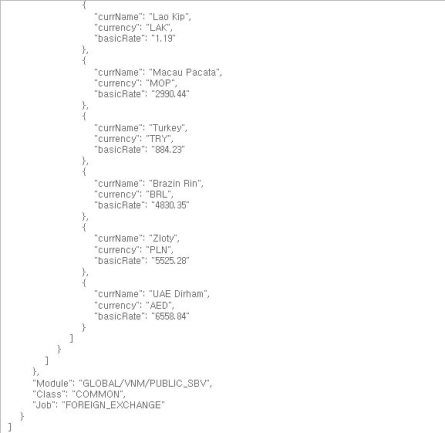 {
"currName": "Lao Kip",
"currency": "LAK",
"basicRate": "1.19"
},
{
"currName": "Macau Pacata",
"currency": "MOP",
"basicRate": "2990.44"
},
{
"currName": "Turkey",
"currency": "TRY",
"basicRate": "884.23"
},
{
"currName": "Brazin Rin",
"currency": "BRL",
"basicRate": "4830.35"
},
{
"currName": "Zloty",
"currency": "PLN",
"basicRate": "5525.28"
},
{
"currName": "UAE Dirham",
"currency": "AED",
"basicRate": "6558.84"
}
]
}
]
},
"Module": "GLOBAL/VNM/PUBLIC_SBV",
"Class": "COMMON",
"Job": "FOREIGN_EXCHANGE"
}
]